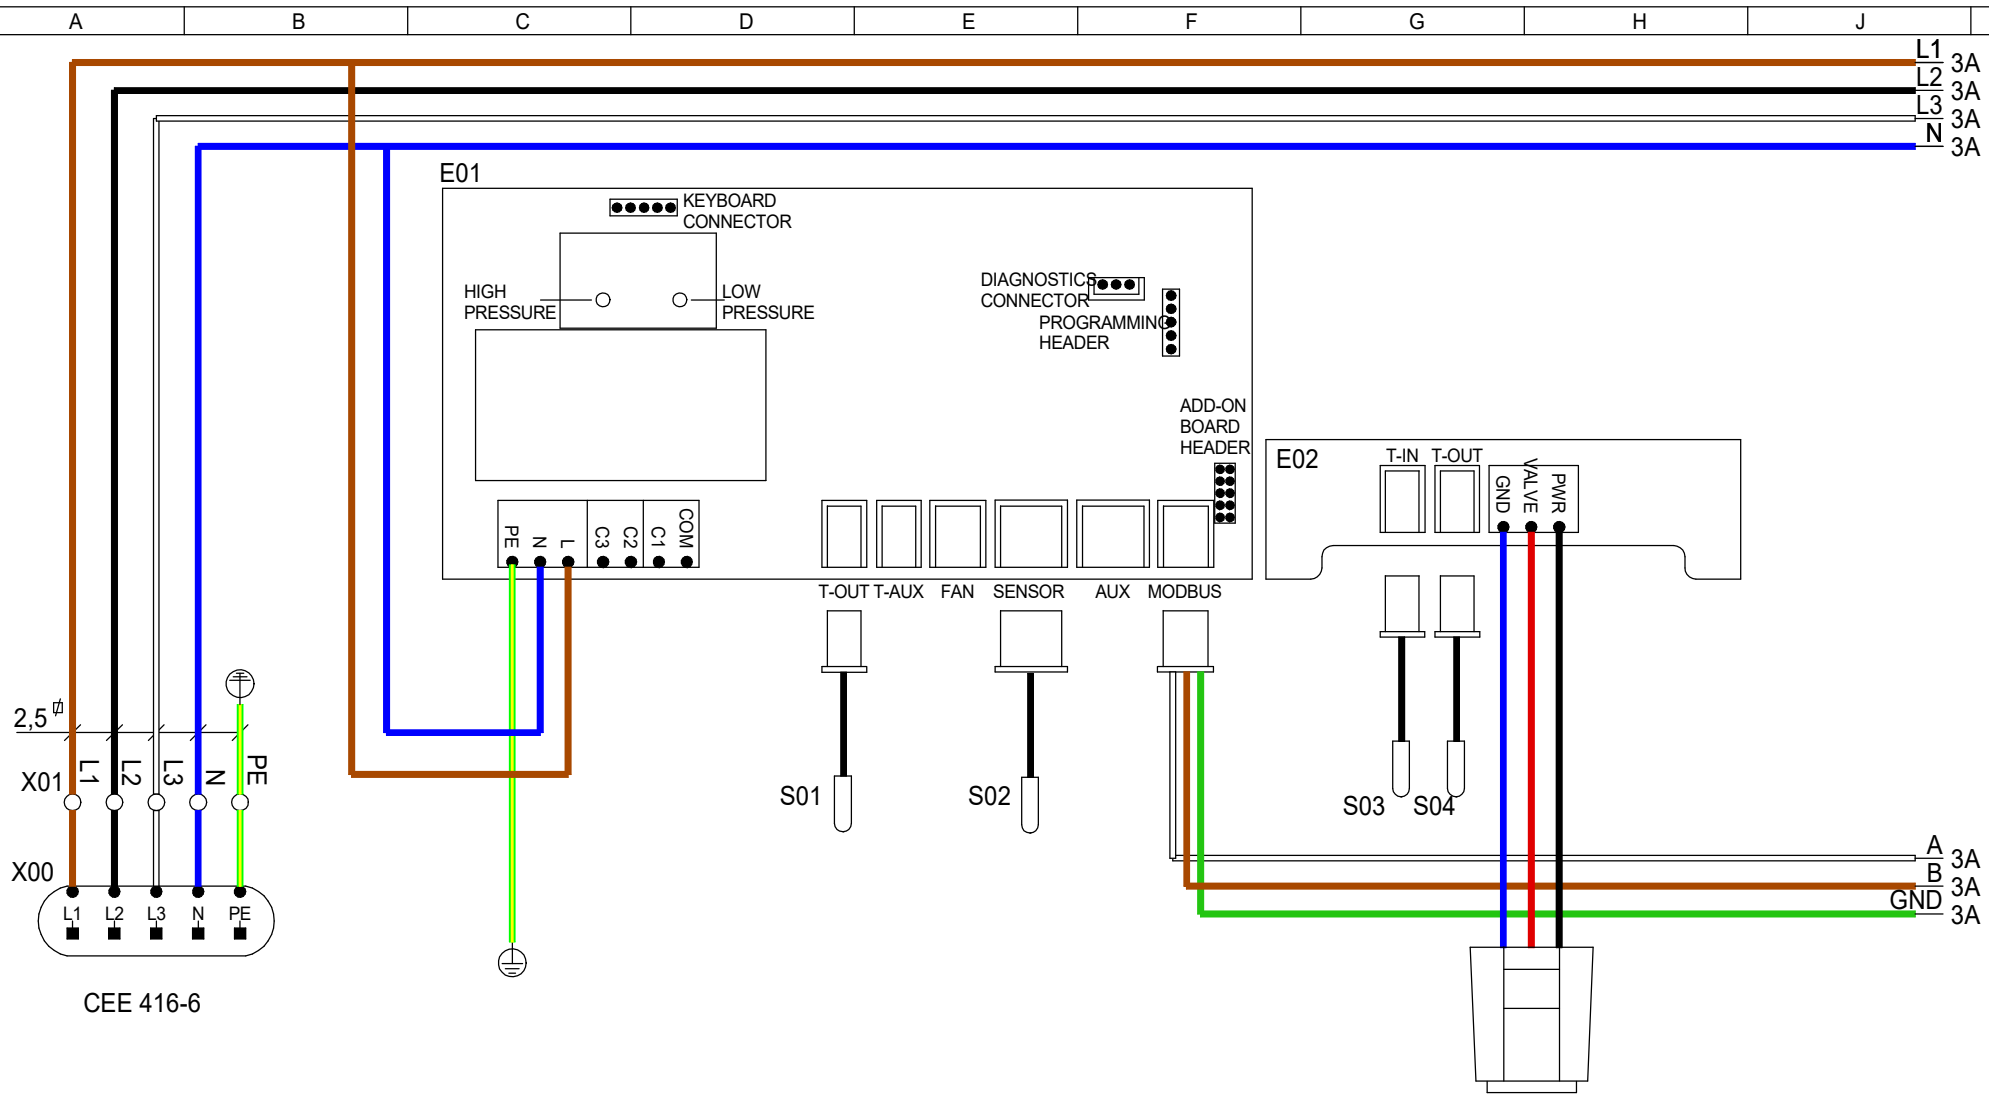 A B C D E F G H J
L1 3A
L2 3A
L3 3A
N 3A
E01
KEYBOARD
CONNECTOR
HIGH
PRESSURE
LOW
PRESSURE
DIAGNOSTICS
CONNECTOR
PROGRAMMING
HEADER
ADD-ON
BOARD
HEADER
PE N L C3 C2 C1 COM
T-OUT T-AUX FAN SENSOR AUX MODBUS
E02
T-IN T-OUT
GND VALVE PWR
2,5
X01
L1 L2 L3 N PE
S01
S02
S03
S04
X00
L1 L2 L3 N PE
CEE 416-6
A 3A
B 3A
GND 3A